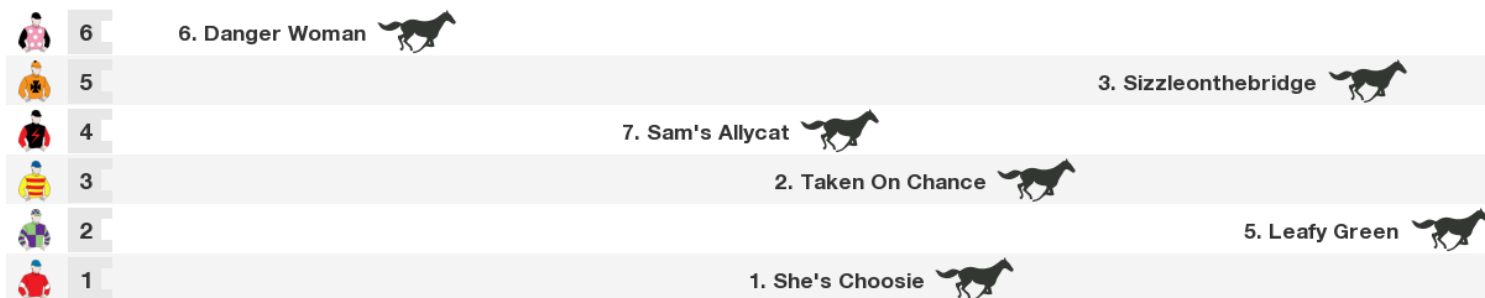 6 6. Danger Woman
5 3. Sizzleonthebridge
4 7. Sam's Allycat
3 2. Taken On Chance
2 5. Leafy Green
1 1. She's Choosie